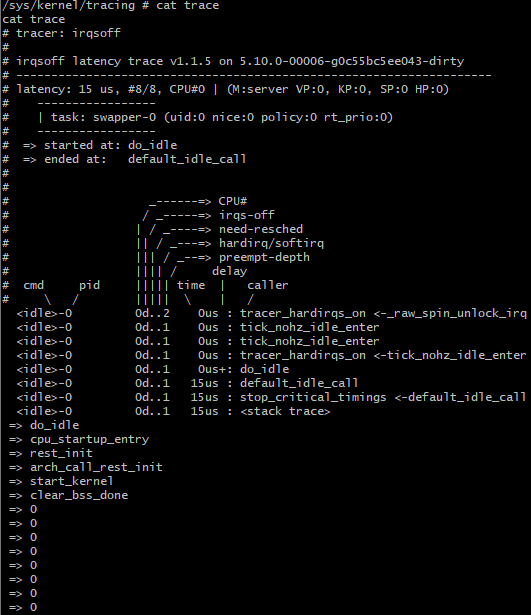 /sys/kernel/tracing # cat trace
cat trace
# tracer: irqsoff
#
# irqsoff latency trace v1.1.5 on 5.10.0-00006-g0c55bc5ee043-dirty
# --------------------------------------------------------------------
# latency: 15 us, #8/8, CPU#0 | (M:server VP:0, KP:0, SP:0 HP:0)
#    -----------------
#    | task: swapper-0 (uid:0 nice:0 policy:0 rt_prio:0)
#    -----------------
#  => started at: do_idle
#  => ended at:   default_idle_call
#
#
#                    _------=> CPU#
#                   / _-----=> irqs-off
#                  | / _----=> need-resched
#                  || / _---=> hardirq/softirq
#                  ||| / _--=> preempt-depth
#                  |||| /     delay
#  cmd     pid     ||||| time  |   caller
#     \   /        |||||  \    |   /
  <idle>-0         0d..2    0us : tracer_hardirqs_on <-_raw_spin_unlock_irq
  <idle>-0         0d..1    0us : tick_nohz_idle_enter
  <idle>-0         0d..1    0us : tick_nohz_idle_enter
  <idle>-0         0d..1    0us : tracer_hardirqs_on <-tick_nohz_idle_enter
  <idle>-0         0d..1    0us+: do_idle
  <idle>-0         0d..1   15us : default_idle_call
  <idle>-0         0d..1   15us : stop_critical_timings <-default_idle_call
  <idle>-0         0d..1   15us : <stack trace>
 => do_idle
 => cpu_startup_entry
 => rest_init
 => arch_call_rest_init
 => start_kernel
 => clear_bss_done
 => 0
 => 0
 => 0
 => 0
 => 0
 => 0
 => 0
 => 0